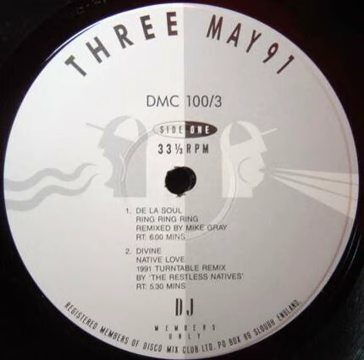 THREE MAY 91
DMC 100/3
SIDE ONE
33⅓ RPM
1. DE LA SOUL
RING RING RING
REMIXED BY MIKE GRAY
RT: 6.00 MINS
2. DIVINE
NATIVE LOVE
1991 TURNTABLE REMIX
BY 'THE RESTLESS NATIVES'
RT: 5.30 MINS
DJ
MEMBERS
ONLY
REGISTERED MEMBERS OF DISCO MIX CLUB LTD. PO BOX 89 SLOUGH ENGLAND.